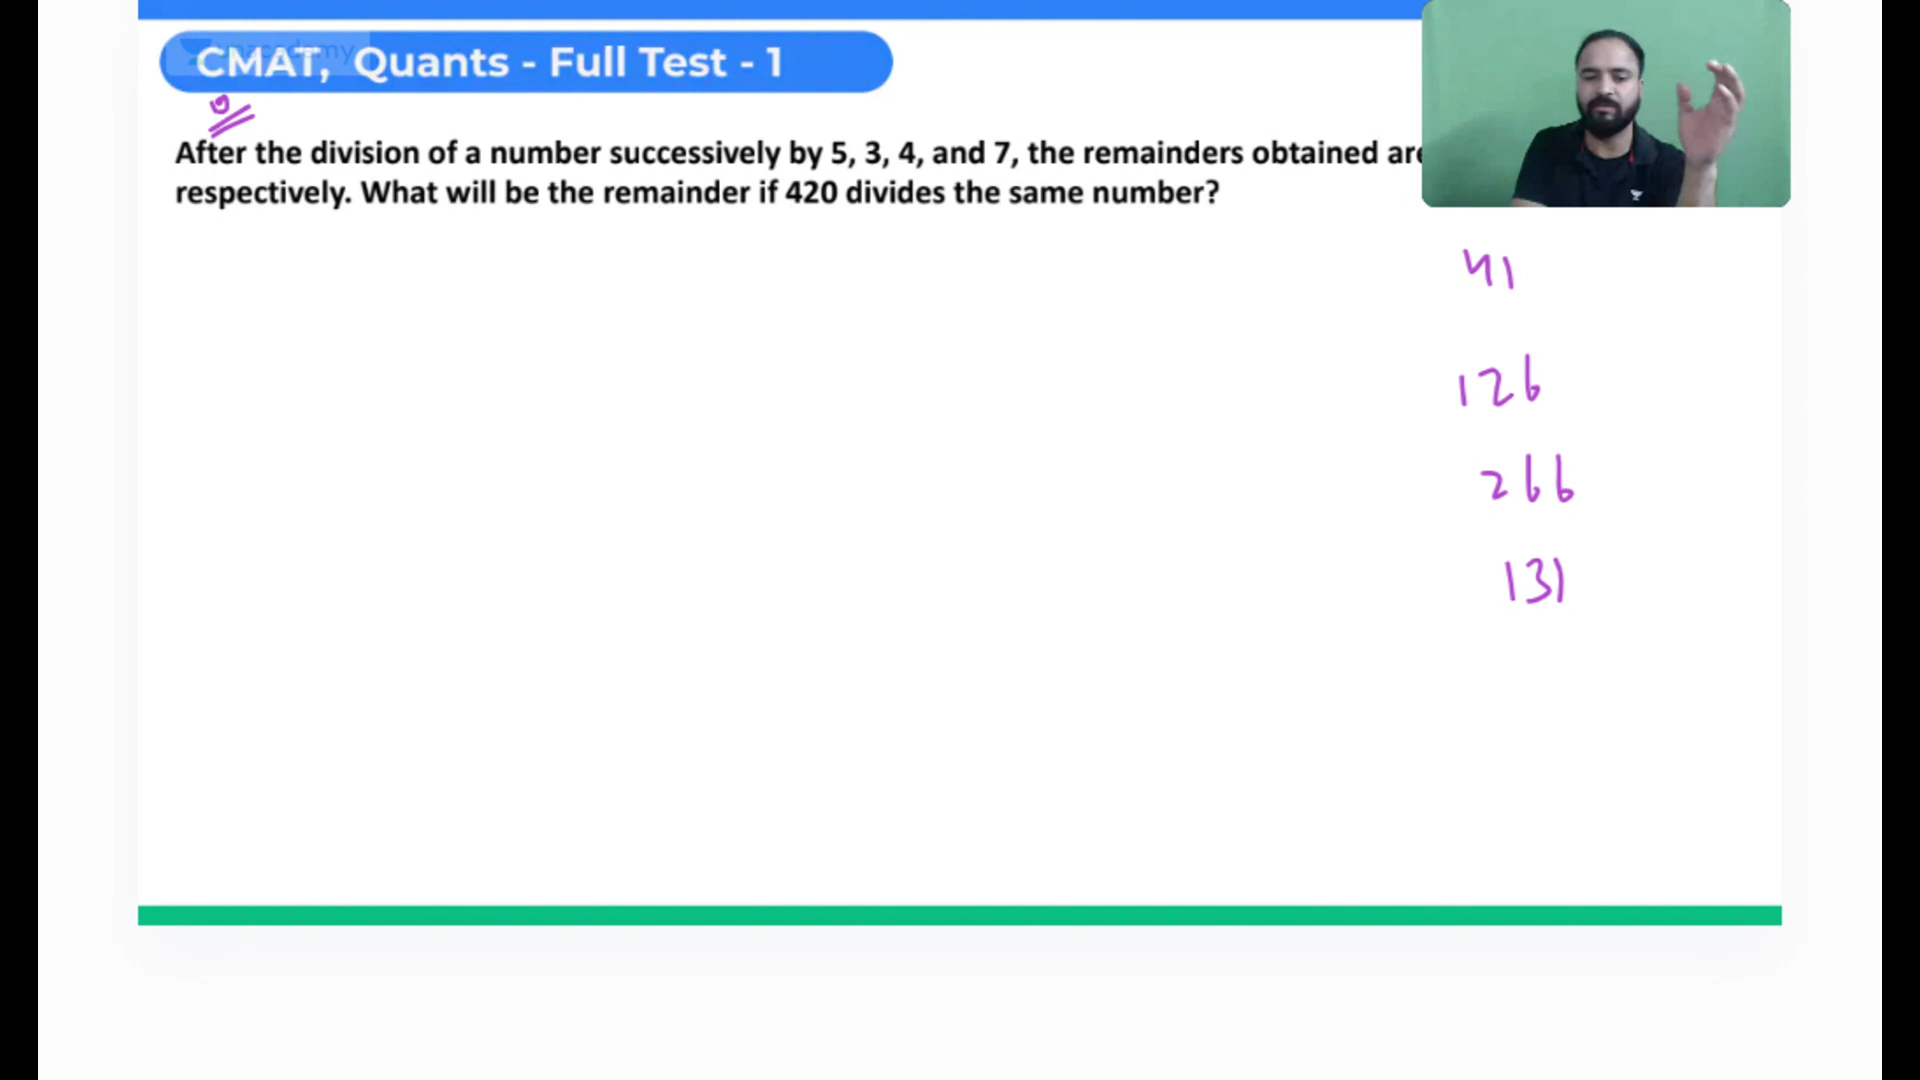 CMAT, Quants - Full Test - 1
After the division of a number successively by 5, 3, 4, and 7, the remainders obtained are
respectively. What will be the remainder if 420 divides the same number?
41
126
266
131